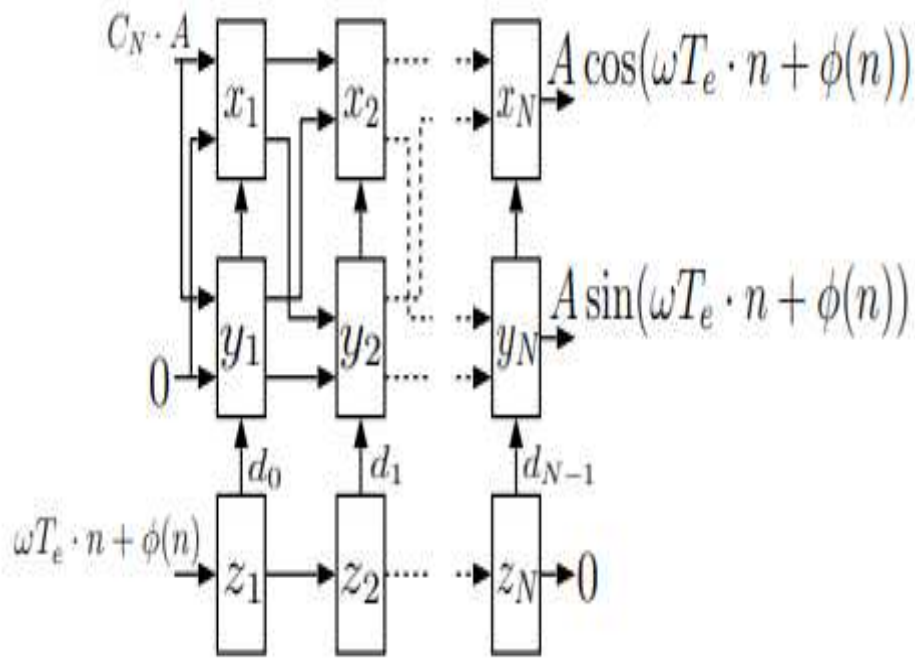 C_N · A
x_1
x_2
x_N
A cos(ωT_e · n + ϕ(n))
y_1
y_2
y_N
A sin(ωT_e · n + ϕ(n))
0
d_0
d_1
d_{N−1}
ωT_e · n + ϕ(n)
z_1
z_2
z_N
0